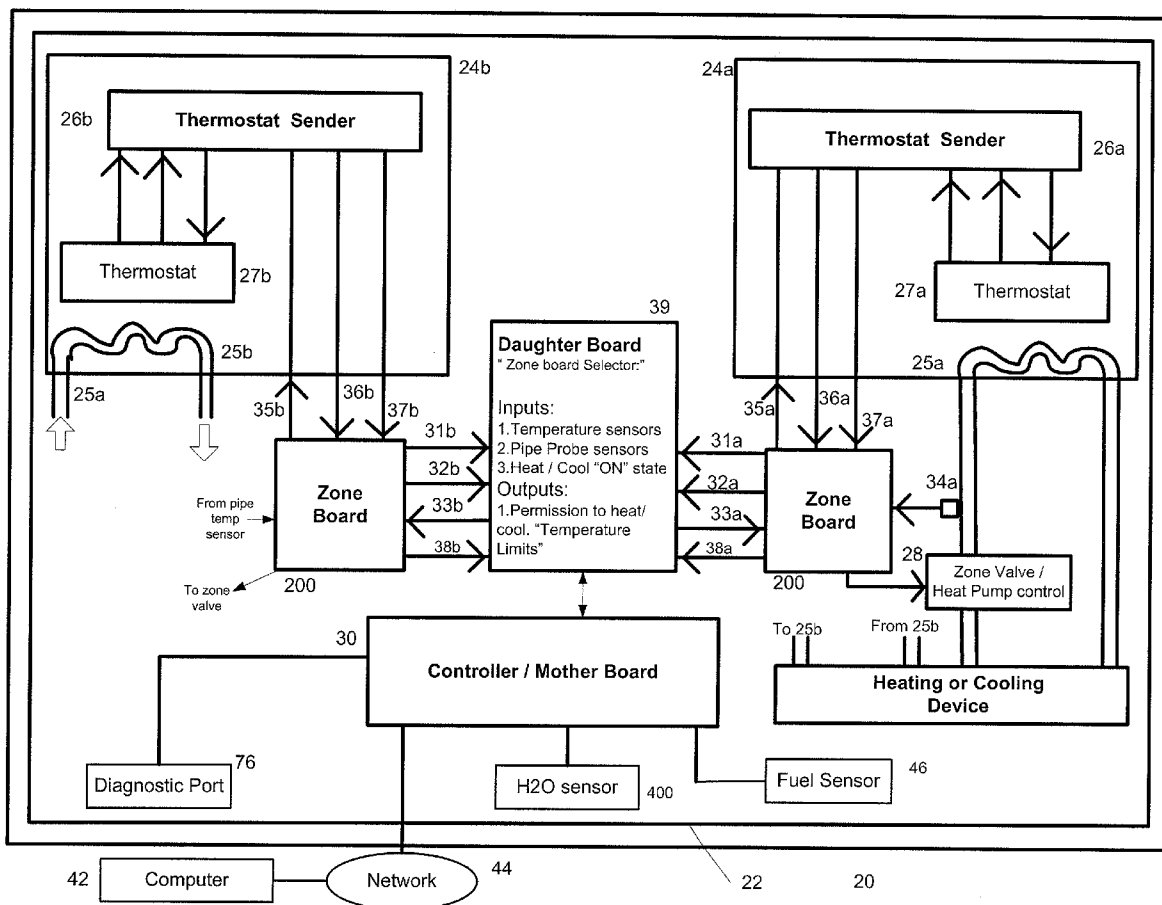 24b
26b
Thermostat Sender
Thermostat
27b
25b
25a
35b
36b
37b
24a
Thermostat Sender
26a
27a
Thermostat
25a
35a
36a
37a
39
Daughter Board
" Zone board Selector:"
Inputs:
1.Temperature sensors
2.Pipe Probe sensors
3.Heat / Cool "ON" state
Outputs:
1.Permission to heat/
cool. "Temperature
Limits"
31b
32b
33b
38b
31a
32a
33a
38a
Zone
Board
200
From pipe
temp
sensor
To zone
valve
Zone
Board
200
34a
28
Zone Valve /
Heat Pump control
To 25b
From 25b
Heating or Cooling
Device
30
Controller / Mother Board
76
Diagnostic Port
H2O sensor
400
Fuel Sensor
46
42
Computer
Network
44
22
20